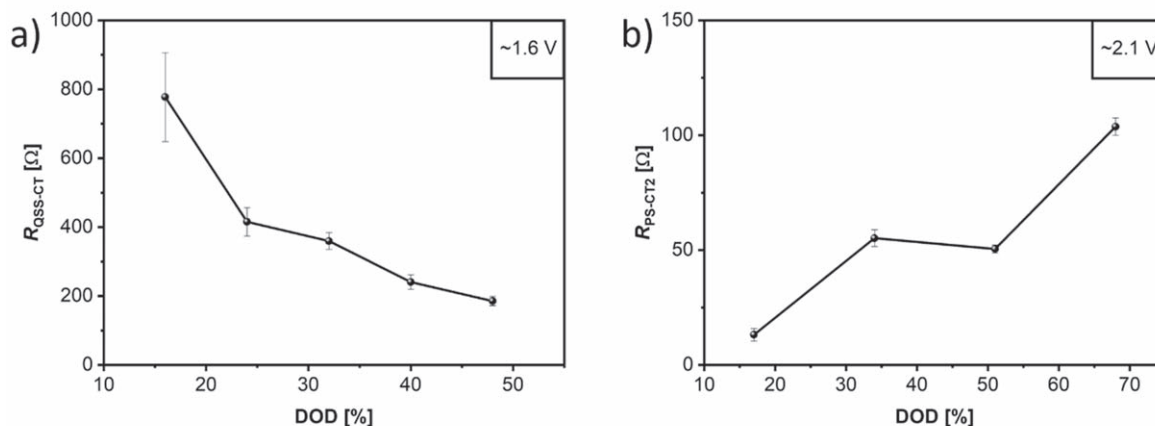 a)
1000
800
600
400
200
0
R_QSS-CT [Ω]
~1.6 V
10 20 30 40 50
DOD [%]
b)
150
100
50
0
R_PS-CT2 [Ω]
~2.1 V
10 20 30 40 50 60 70
DOD [%]